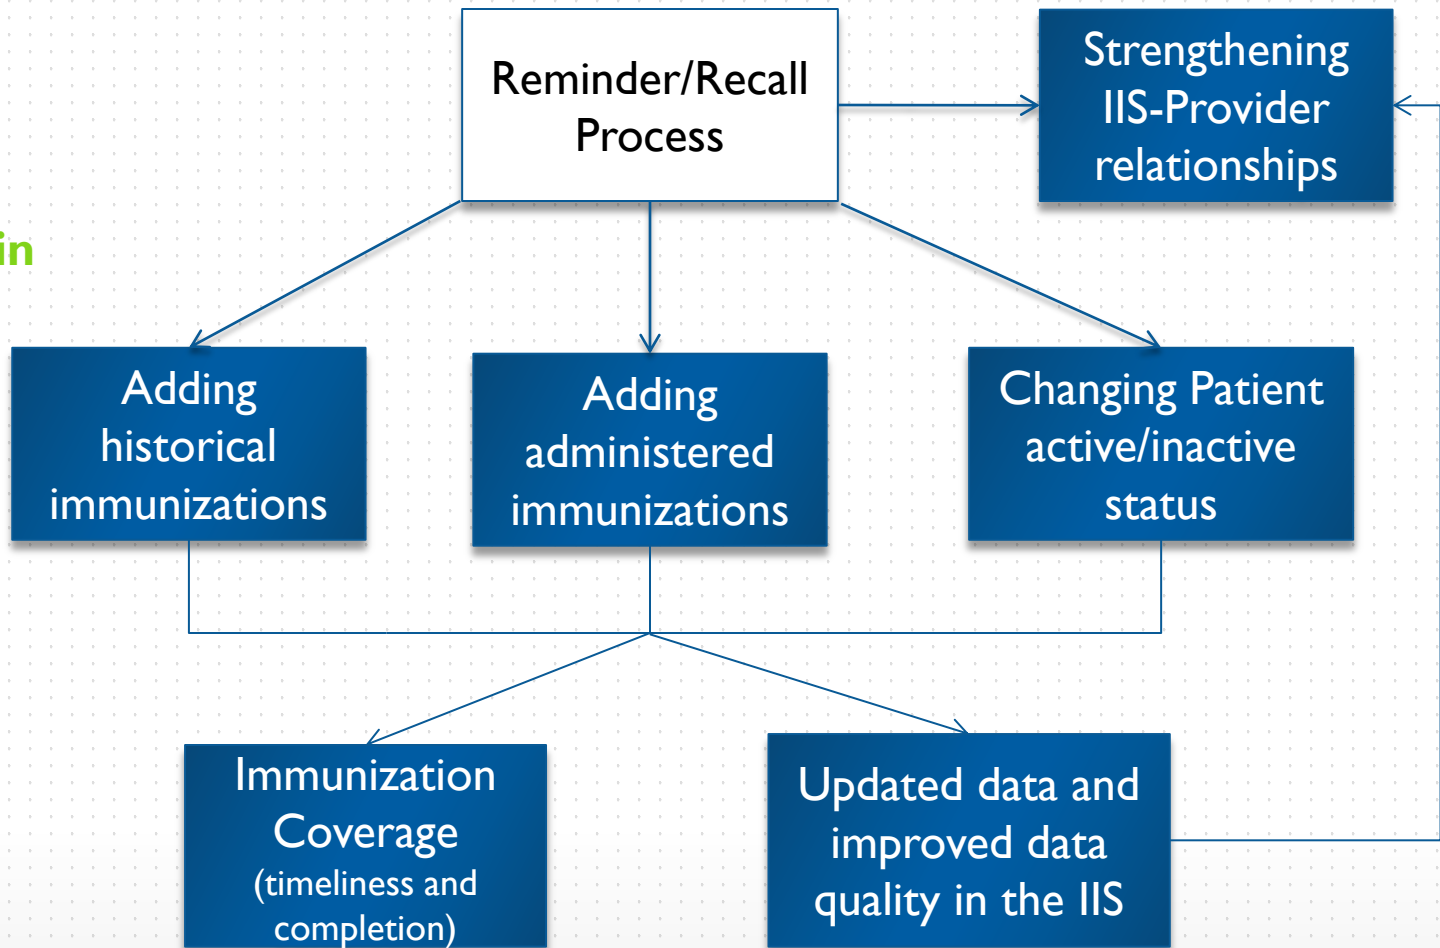 Reminder/Recall
Process
Strengthening
IIS-Provider
relationships
in
Adding
historical
immunizations
Adding
administered
immunizations
Changing Patient
active/inactive
status
Immunization
Coverage
(timeliness and
completion)
Updated data and
improved data
quality in the IIS